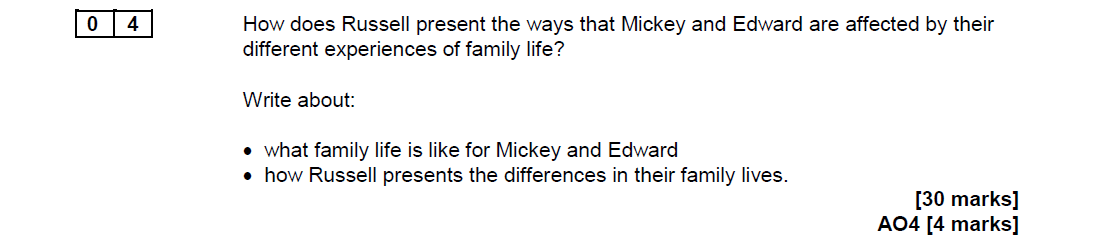 0 4 How does Russell present the ways that Mickey and Edward are affected by their
different experiences of family life?
Write about:
• what family life is like for Mickey and Edward
• how Russell presents the differences in their family lives.
[30 marks]
AO4 [4 marks]